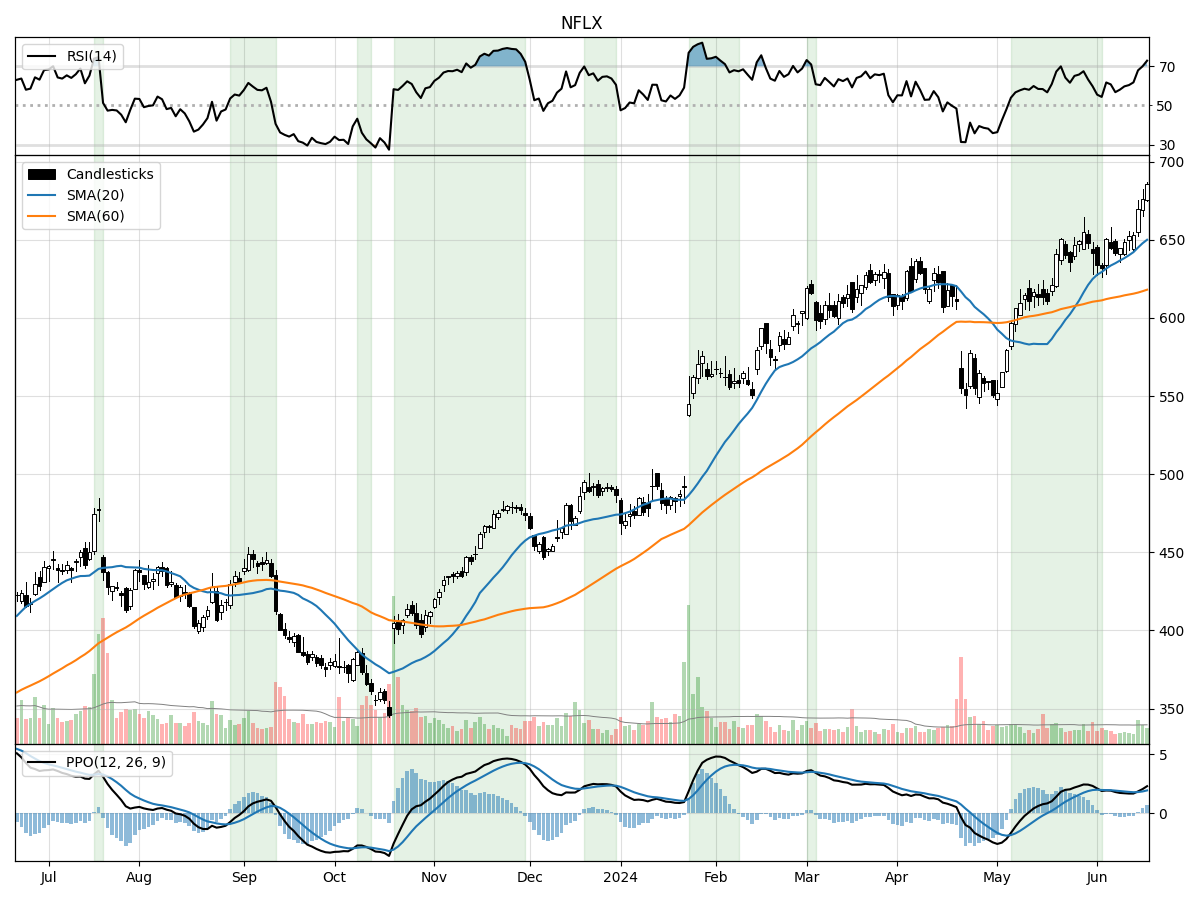 NFLX
RSI(14)
70
50
30
Candlesticks
SMA(20)
SMA(60)
700
650
600
550
500
450
400
350
PPO(12, 26, 9)
5
0
Jul Aug Sep Oct Nov Dec 2024 Feb Mar Apr May Jun